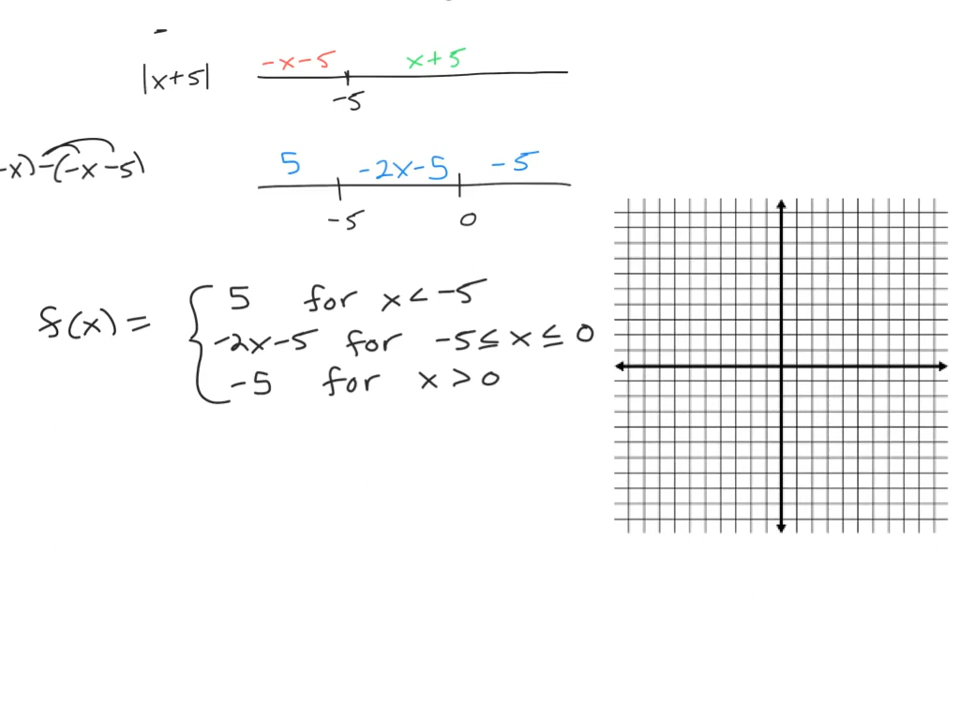 -
|x+5| -x-5 x+5
-5
-x)-(-x-5) 5 -2x-5 -5
-5 0
f(x) = { 5 for x < -5
-2x-5 for -5 ≤ x ≤ 0
-5 for x > 0